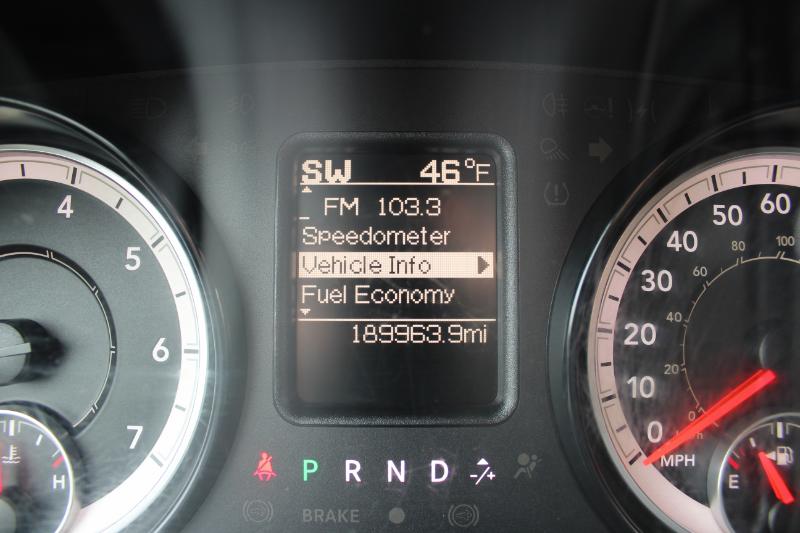 SW 46°F
FM 103.3
Speedometer
Vehicle Info
Fuel Economy
189963.9mi
4
5
6
7
H
0
10
20
30
40
50
60
20
40
60
80
100
MPH
E
P R N D -/+
BRAKE